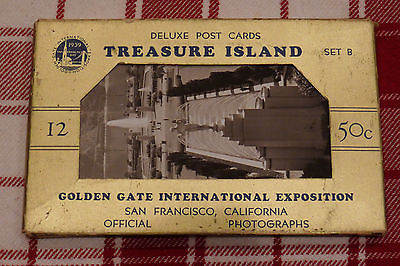 DELUXE POST CARDS
TREASURE ISLAND
SET B
1939
12
50c
GOLDEN GATE INTERNATIONAL EXPOSITION
SAN FRANCISCO, CALIFORNIA
OFFICIAL PHOTOGRAPHS